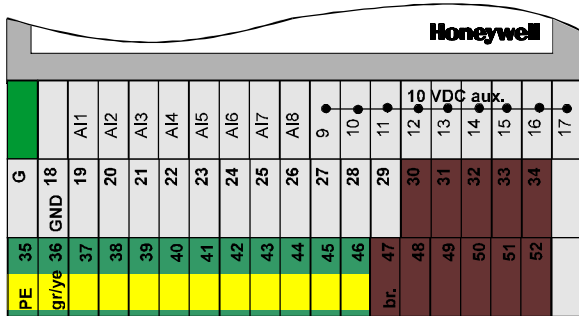 Honeywell
10 VDC aux.
AI1 AI2 AI3 AI4 AI5 AI6 AI7 AI8 9 10 11 12 13 14 15 16 17
G 18 19 20 21 22 23 24 25 26 27 28 29 30 31 32 33 34
GND
35 36 37 38 39 40 41 42 43 44 45 46 47 48 49 50 51 52
PE gr/ye br.